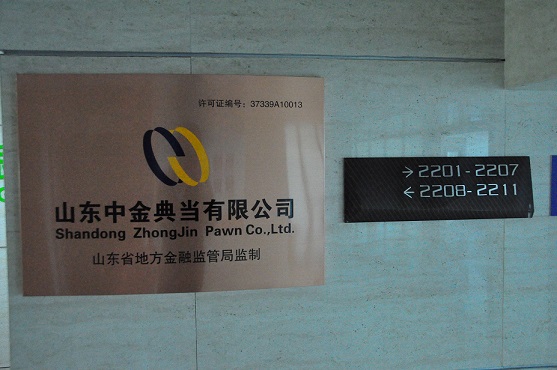 许可证编号：37339A10013
山东中金典当有限公司
Shandong ZhongJin Pawn Co.,Ltd.
山东省地方金融监管局监制
→2201-2207
←2208-2211